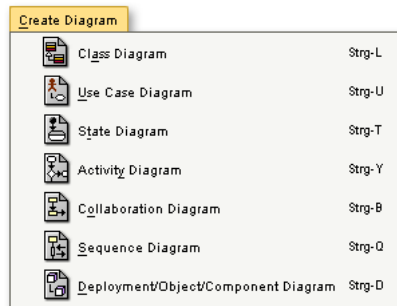 Create Diagram
Class Diagram Strg-L
Use Case Diagram Strg-U
State Diagram Strg-T
Activity Diagram Strg-Y
Collaboration Diagram Strg-B
Sequence Diagram Strg-Q
Deployment/Object/Component Diagram Strg-D